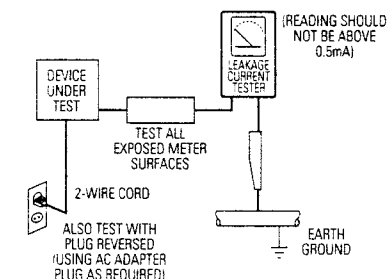 (READING SHOULD
NOT BE ABOVE
0.5mA)
DEVICE
UNDER
TEST
LEAKAGE
CURRENT
TESTER
TEST ALL
EXPOSED METER
SURFACES
2-WIRE CORD
ALSO TEST WITH
PLUG REVERSED
(USING AC ADAPTER
PLUG AS REQUIRED)
EARTH
GROUND